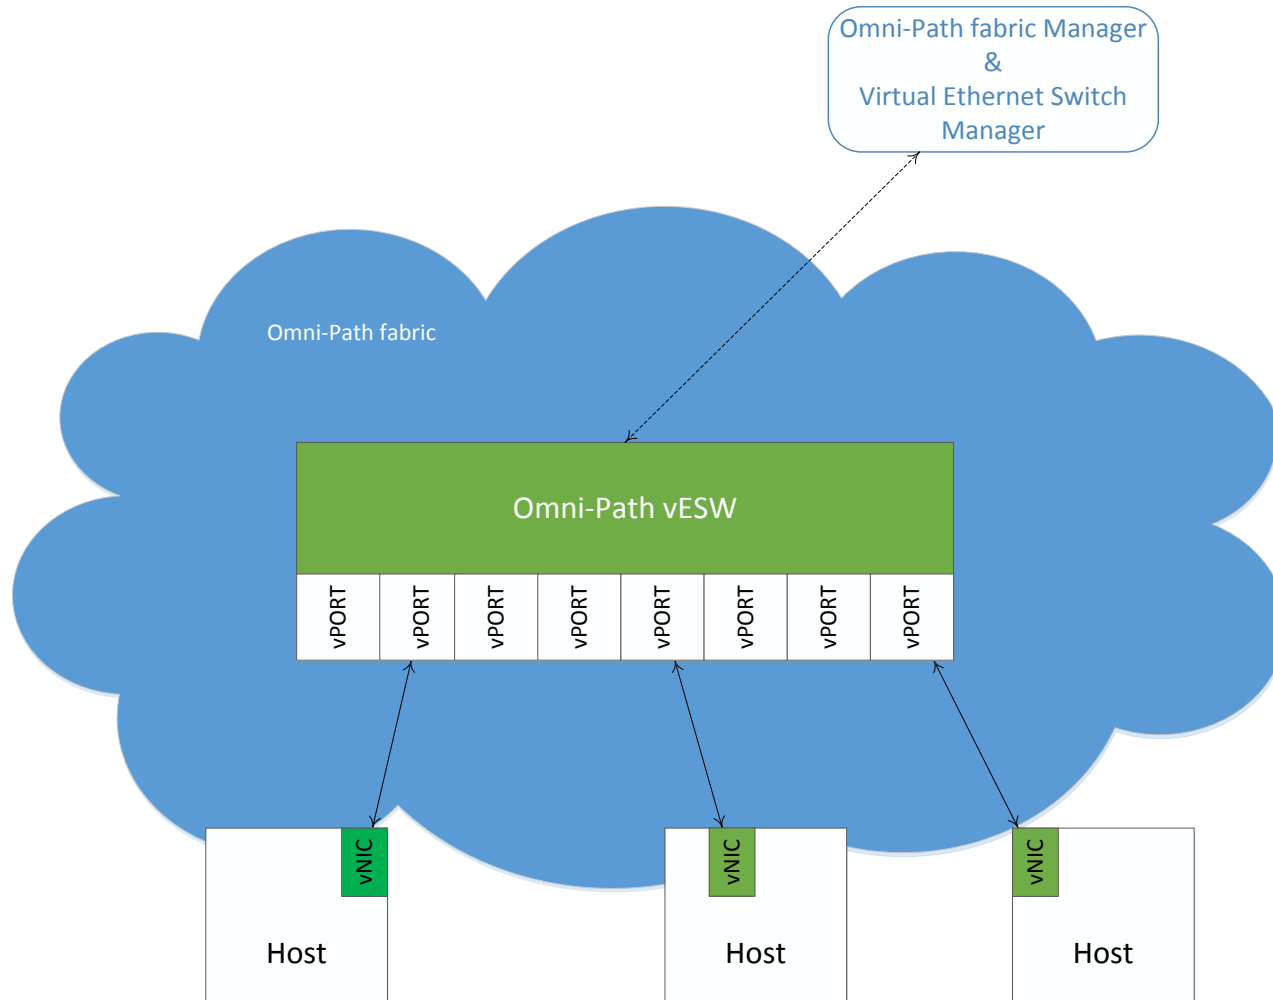 Omni-Path fabric Manager
&
Virtual Ethernet Switch
Manager
Omni-Path fabric
Omni-Path vESW
vPORT
vPORT
vPORT
vPORT
vPORT
vPORT
vPORT
vPORT
vNIC
vNIC
vNIC
Host
Host
Host